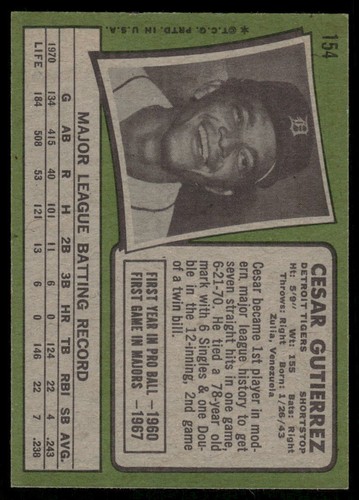 154
★©T.C.G. PRTD. IN U.S.A.
CESAR GUTIERREZ
DETROIT TIGERS SHORTSTOP
Ht: 5'9" Wt: 155 Bats: Right
Throws: Right Born: 1/26/43
Zulia, Venezuela
Cesar became 1st player in mod-
ern major league history to get
seven straight hits in one game,
6-21-70. He tied a 78-year old
mark with 6 Singles & one Dou-
ble in the 12-inning, 2nd game
of a twin bill.
FIRST YEAR IN PRO BALL—1960
FIRST GAME IN MAJORS—1967
MAJOR LEAGUE BATTING RECORD
G AB R H 2B 3B HR TB RBI SB AVG.
1970 134 415 40 101 11 6 0 124 22 4 .243
LIFE 184 508 53 121 13 6 0 146 22 7 .238